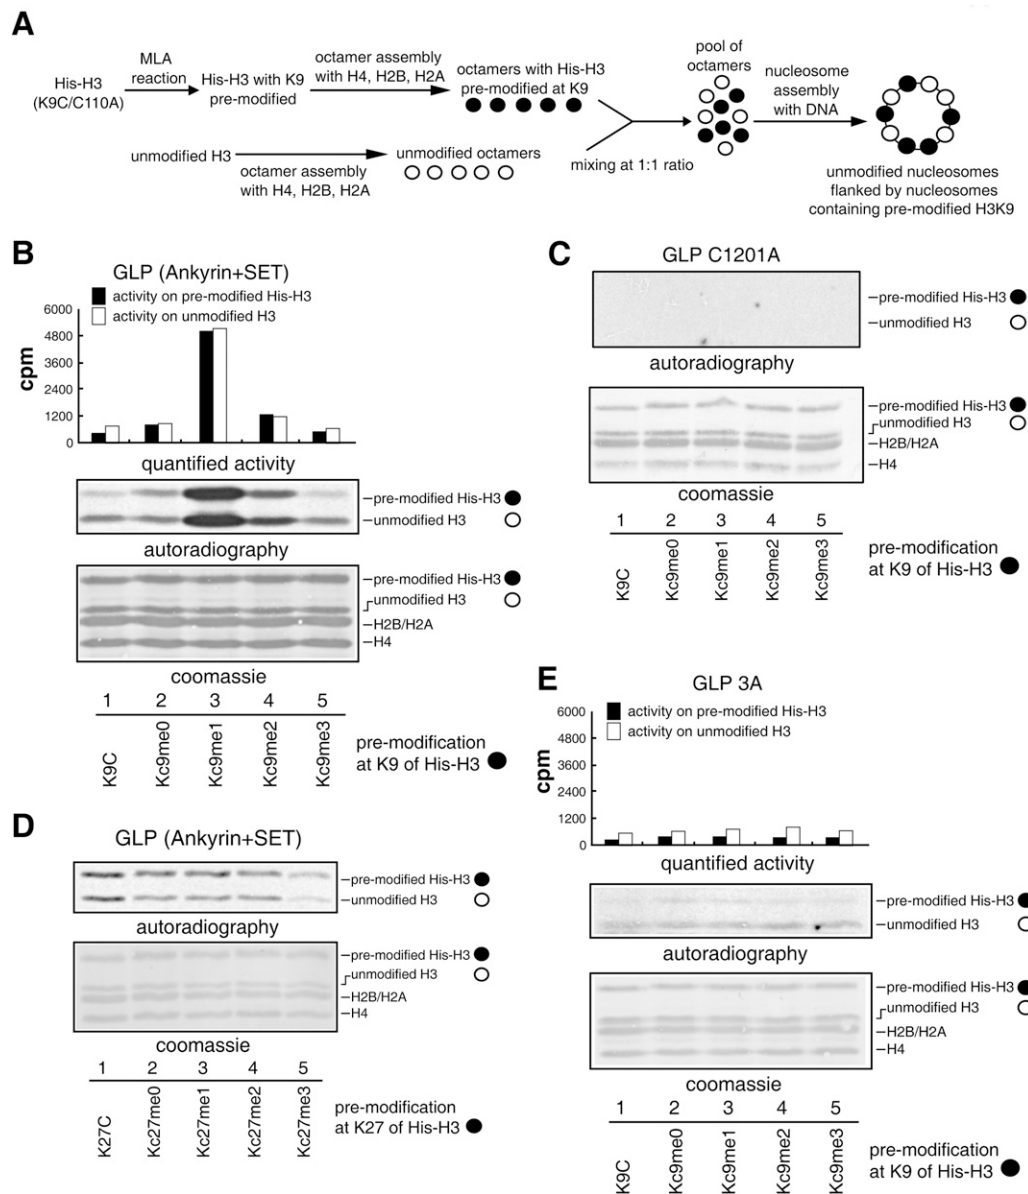 A
His-H3
(K9C/C110A)
MLA
reaction
His-H3 with K9
pre-modified
octamer assembly
with H4, H2B, H2A
octamers with His-H3
pre-modified at K9
unmodified H3
octamer assembly
with H4, H2B, H2A
unmodified octamers
mixing at 1:1 ratio
pool of
octamers
nucleosome
assembly
with DNA
unmodified nucleosomes
flanked by nucleosomes
containing pre-modified H3K9
B
GLP (Ankyrin+SET)
activity on pre-modified His-H3
activity on unmodified H3
cpm
6000
4800
3600
2400
1200
0
quantified activity
pre-modified His-H3
unmodified H3
autoradiography
pre-modified His-H3
unmodified H3
H2B/H2A
H4
coomassie
1 2 3 4 5
K9C Kc9me0 Kc9me1 Kc9me2 Kc9me3
pre-modification
at K9 of His-H3
C
GLP C1201A
pre-modified His-H3
unmodified H3
autoradiography
pre-modified His-H3
unmodified H3
H2B/H2A
H4
coomassie
1 2 3 4 5
K9C Kc9me0 Kc9me1 Kc9me2 Kc9me3
pre-modification
at K9 of His-H3
D
GLP (Ankyrin+SET)
pre-modified His-H3
unmodified H3
autoradiography
pre-modified His-H3
unmodified H3
H2B/H2A
H4
coomassie
1 2 3 4 5
K27C Kc27me0 Kc27me1 Kc27me2 Kc27me3
pre-modification
at K27 of His-H3
E
GLP 3A
activity on pre-modified His-H3
activity on unmodified H3
cpm
6000
4800
3600
2400
1200
0
quantified activity
pre-modified His-H3
unmodified H3
autoradiography
pre-modified His-H3
unmodified H3
H2B/H2A
H4
coomassie
1 2 3 4 5
K9C Kc9me0 Kc9me1 Kc9me2 Kc9me3
pre-modification
at K9 of His-H3